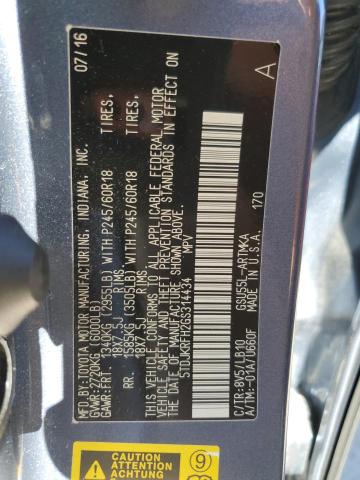 MFD.BY: TOYOTA MOTOR MANUFACTURING, INDIANA, INC. 07/16
GVWR: 2720KG (6000LB)
GAWR: FRT. 1340KG (2955LB) WITH P245/60R18 TIRES,
18X7.5J RIMS.
RR. 1585KG (3505LB) WITH P245/60R18 TIRES,
18X7.5J RIMS.
THIS VEHICLE CONFORMS TO ALL APPLICABLE FEDERAL MOTOR
VEHICLE SAFETY AND THEFT PREVENTION STANDARDS
IN EFFECT ON THE DATE OF MANUFACTURE SHOWN ABOVE.
5TDJKRFH2GS314434 MPV
A
C/TR: 8V5/LB10 GSU55L-ARTMKA
A/TM: -01A/U660F MADE IN U.S.A. 170
CAUTION
ATTENTION
ACHTUNG
9